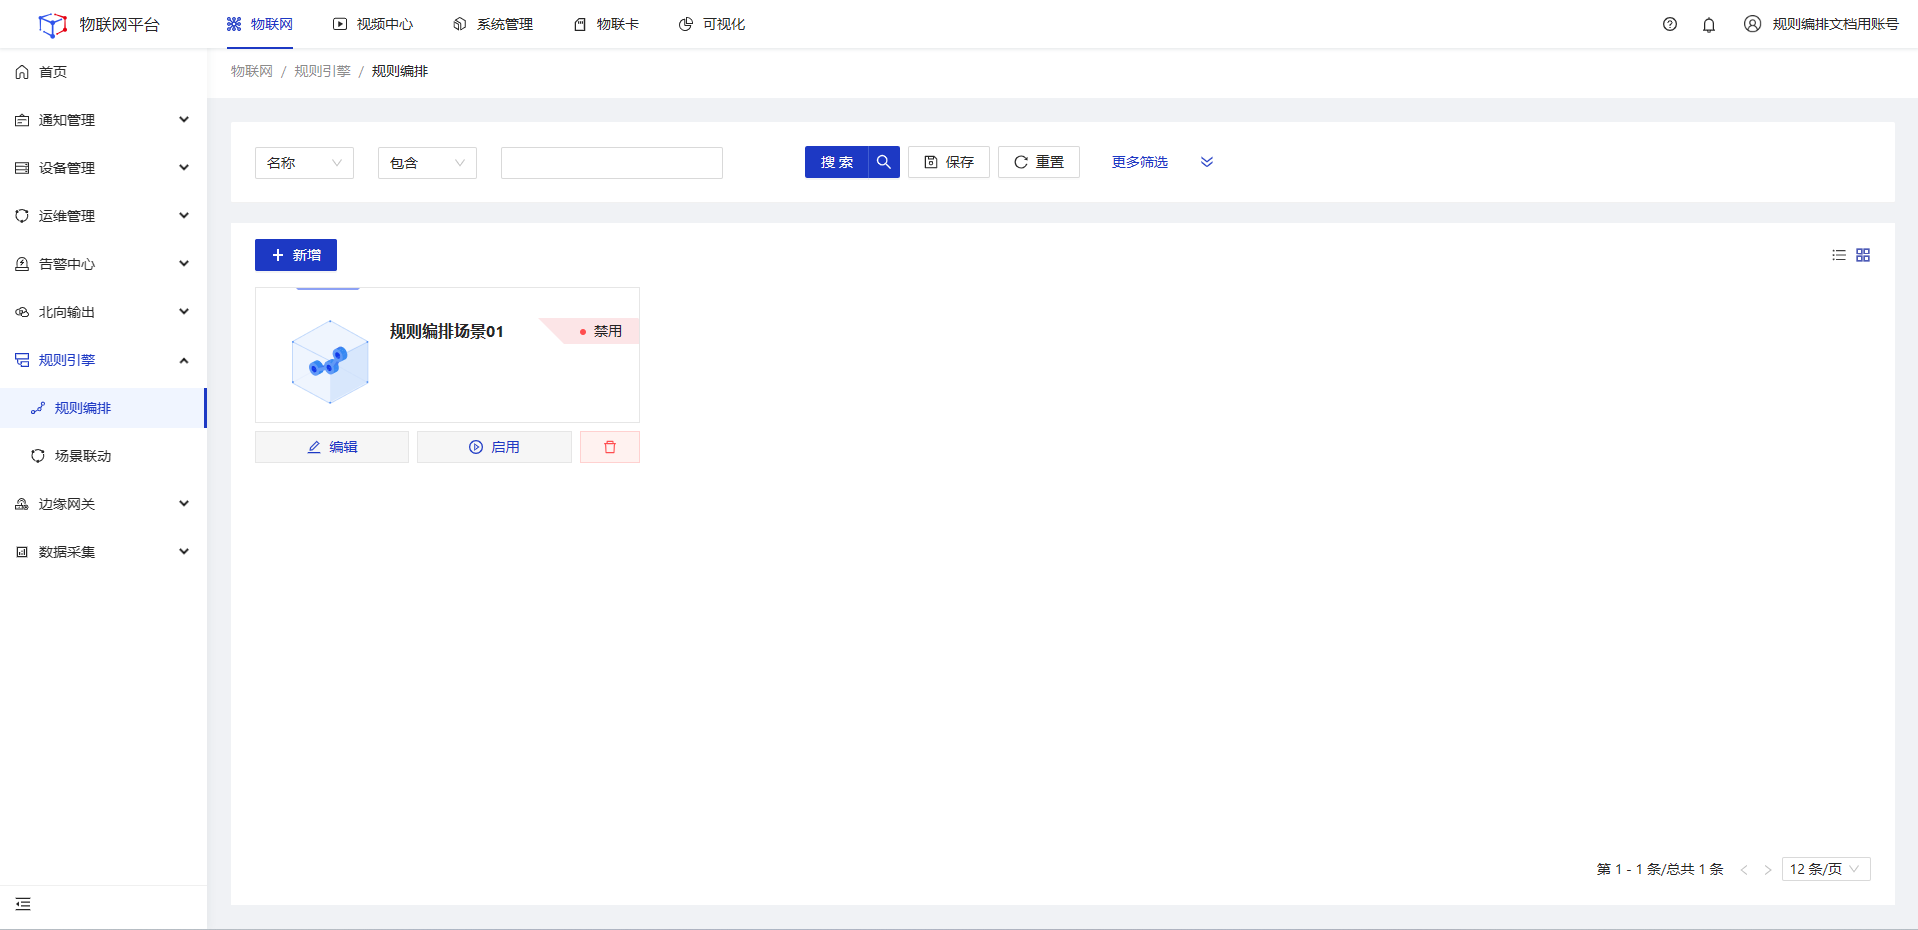 物联网平台
物联网
视频中心
系统管理
物联卡
可视化
规则编排文档用账号
首页
通知管理
设备管理
运维管理
告警中心
北向输出
规则引擎
规则编排
场景联动
边缘网关
数据采集
物联网 / 规则引擎 / 规则编排
名称
包含
搜 索
保存
重置
更多筛选
新增
规则编排场景01
禁用
编辑
启用
第 1 - 1 条/总共 1 条
12 条/页